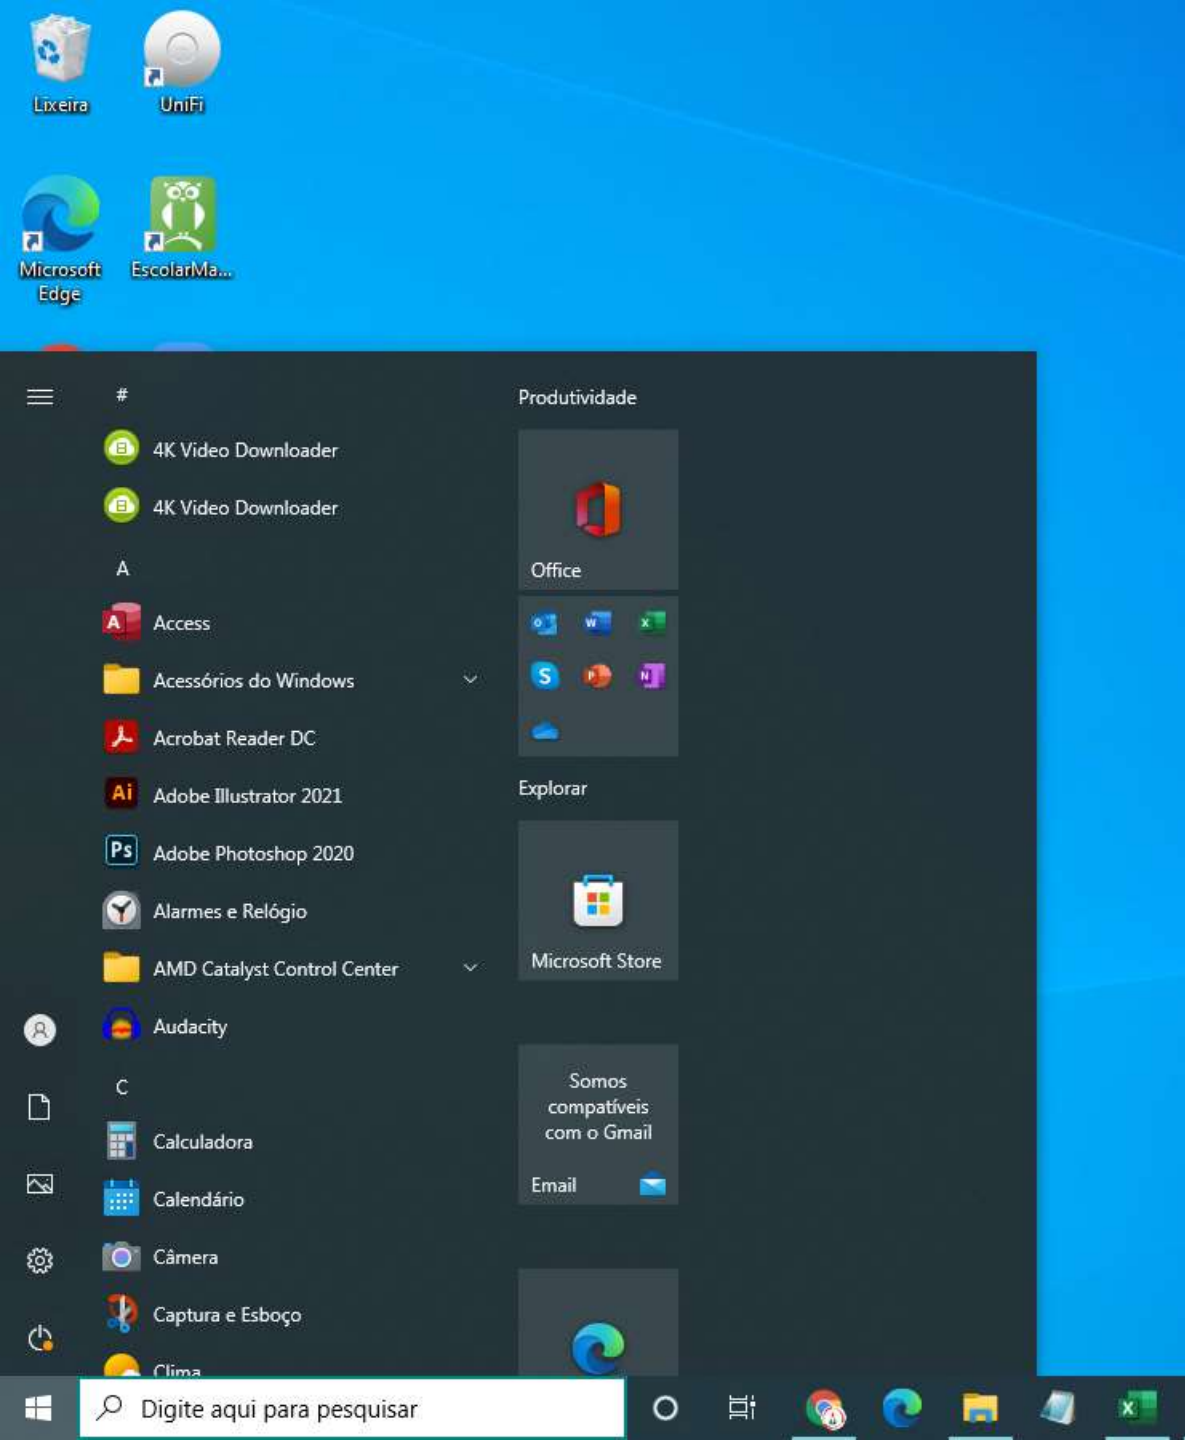 Lixeira
UniFi
Microsoft
Edge
EscolarMa...
#
4K Video Downloader
4K Video Downloader
A
Access
Acessórios do Windows
Acrobat Reader DC
Adobe Illustrator 2021
Adobe Photoshop 2020
Alarmes e Relógio
AMD Catalyst Control Center
Audacity
C
Calculadora
Calendário
Câmera
Captura e Esboço
Clima
Produtividade
Office
Explorar
Microsoft Store
Somos
compatíveis
com o Gmail
Email
Digite aqui para pesquisar